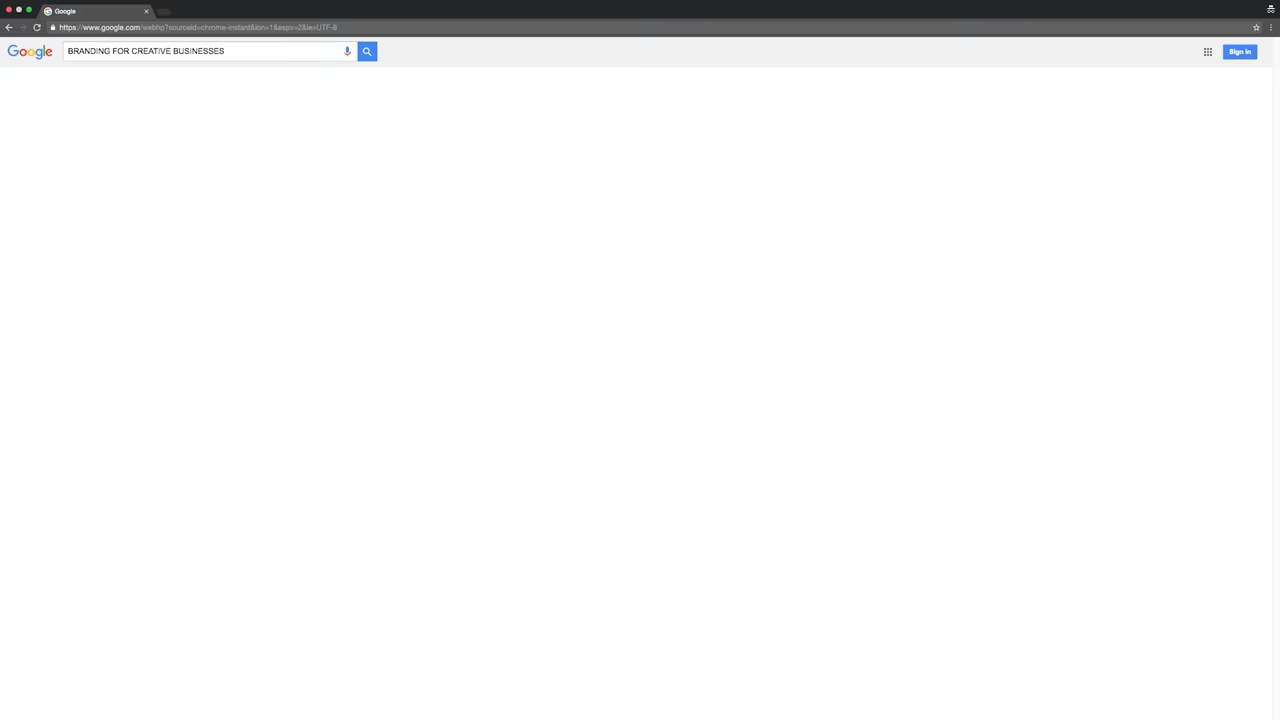 Google
https://www.google.com/webhp?sourceid=chrome-instant&ion=1&espv=2&ie=UTF-8
Google
BRANDING FOR CREATIVE BUSINESSES
Sign in